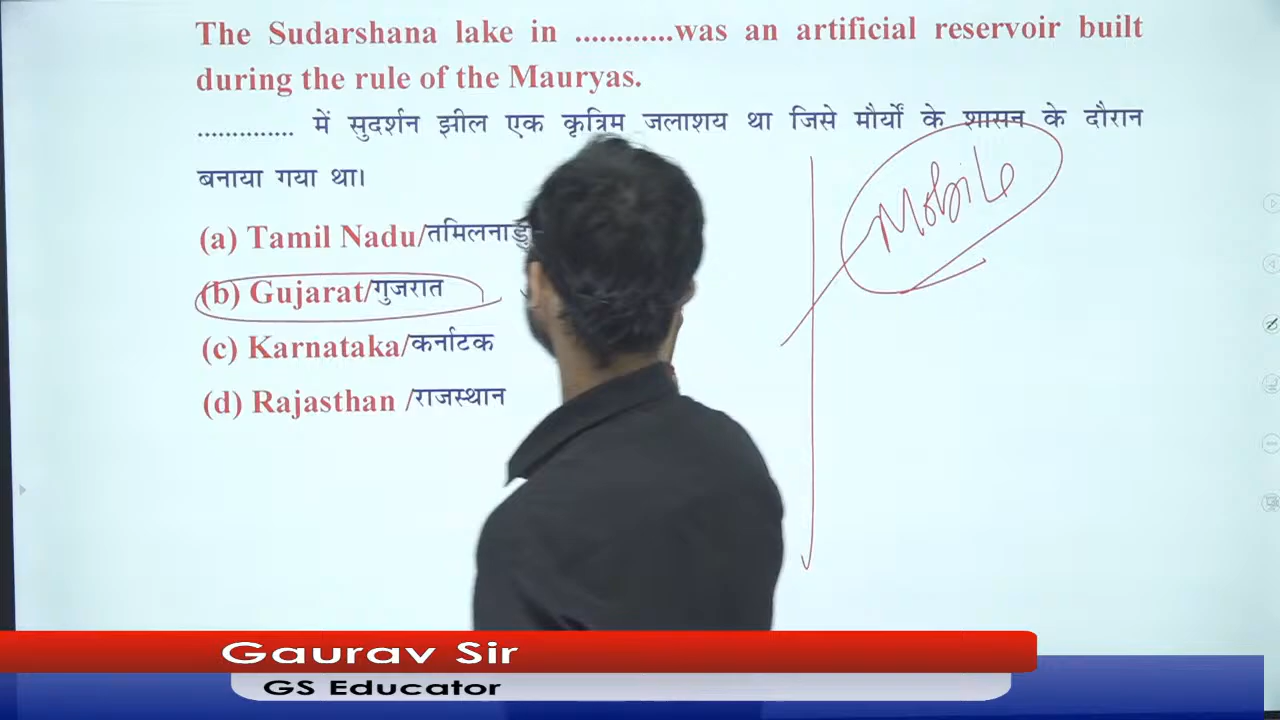 The Sudarshana lake in ............was an artificial reservoir built
during the rule of the Mauryas.
.............. में सुदर्शन झील एक कृत्रिम जलाशय था जिसे मौर्यों के शासन के दौरान
बनाया गया था।
Mobile
(a) Tamil Nadu/तमिलनाडु
(b) Gujarat/गुजरात
(c) Karnataka/कर्नाटक
(d) Rajasthan /राजस्थान
Gaurav Sir
GS Educator